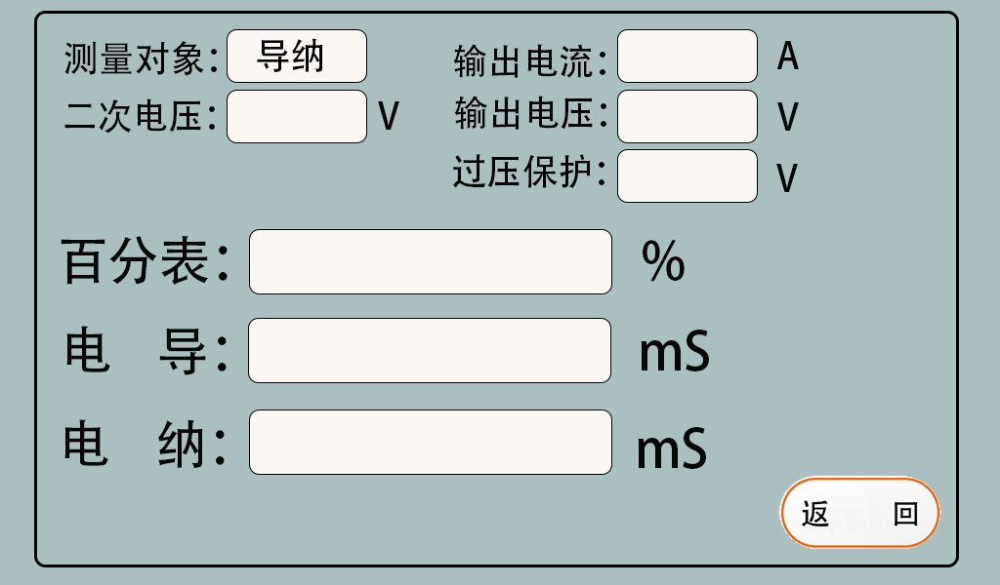 测量对象： 导纳 输出电流： A
二次电压： V 输出电压： V
过压保护： V
百分表： %
电 导： mS
电 纳： mS
返 回